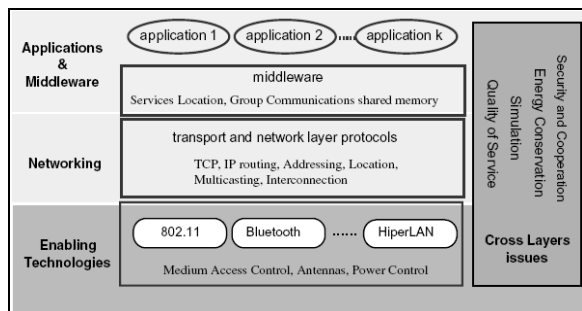 Applications
&
Middleware
application 1
application 2
.....
application k
middleware
Services Location, Group Communications shared memory
Networking
transport and network layer protocols
TCP, IP routing, Addressing, Location,
Multicasting, Interconnection
Enabling
Technologies
802.11
Bluetooth
......
HiperLAN
Medium Access Control, Antennas, Power Control
Quality of Service
Simulation
Energy Conservation
Security and Cooperation
Cross Layers
issues